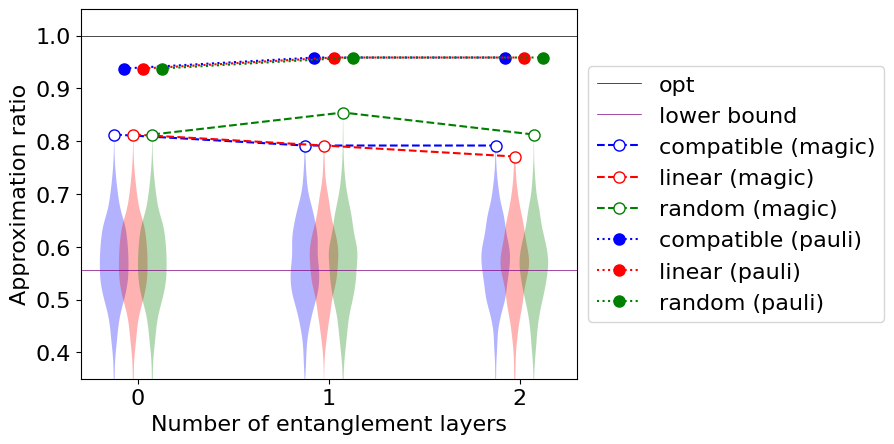 1.0
0.9
0.8
0.7
0.6
0.5
0.4
Approximation ratio
0 1 2
Number of entanglement layers
opt
lower bound
compatible (magic)
linear (magic)
random (magic)
compatible (pauli)
linear (pauli)
random (pauli)